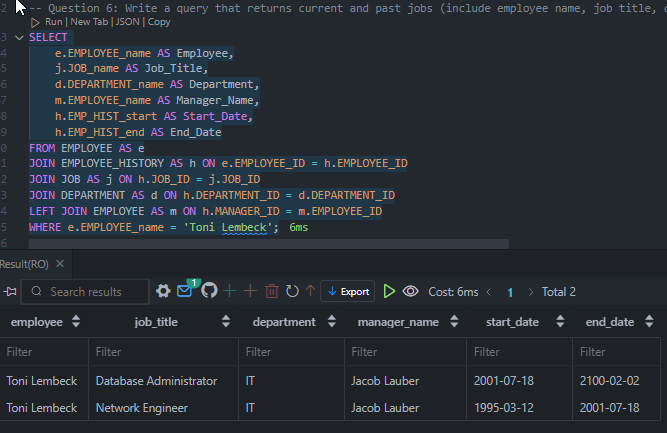 -- Question 6: Write a query that returns current and past jobs (include employee name, job title,
Run | New Tab | JSON | Copy
SELECT
e.EMPLOYEE_name AS Employee,
j.JOB_name AS Job_Title,
d.DEPARTMENT_name AS Department,
m.EMPLOYEE_name AS Manager_Name,
h.EMP_HIST_start AS Start_Date,
h.EMP_HIST_end AS End_Date
FROM EMPLOYEE AS e
JOIN EMPLOYEE_HISTORY AS h ON e.EMPLOYEE_ID = h.EMPLOYEE_ID
JOIN JOB AS j ON h.JOB_ID = j.JOB_ID
JOIN DEPARTMENT AS d ON h.DEPARTMENT_ID = d.DEPARTMENT_ID
LEFT JOIN EMPLOYEE AS m ON h.MANAGER_ID = m.EMPLOYEE_ID
WHERE e.EMPLOYEE_name = 'Toni Lembeck'; 6ms
Result(RO)
Search results 1 Export Cost: 6ms < 1 > Total 2
employee job_title department manager_name start_date end_date
Filter Filter Filter Filter Filter Filter
Toni Lembeck Database Administrator IT Jacob Lauber 2001-07-18 2100-02-02
Toni Lembeck Network Engineer IT Jacob Lauber 1995-03-12 2001-07-18